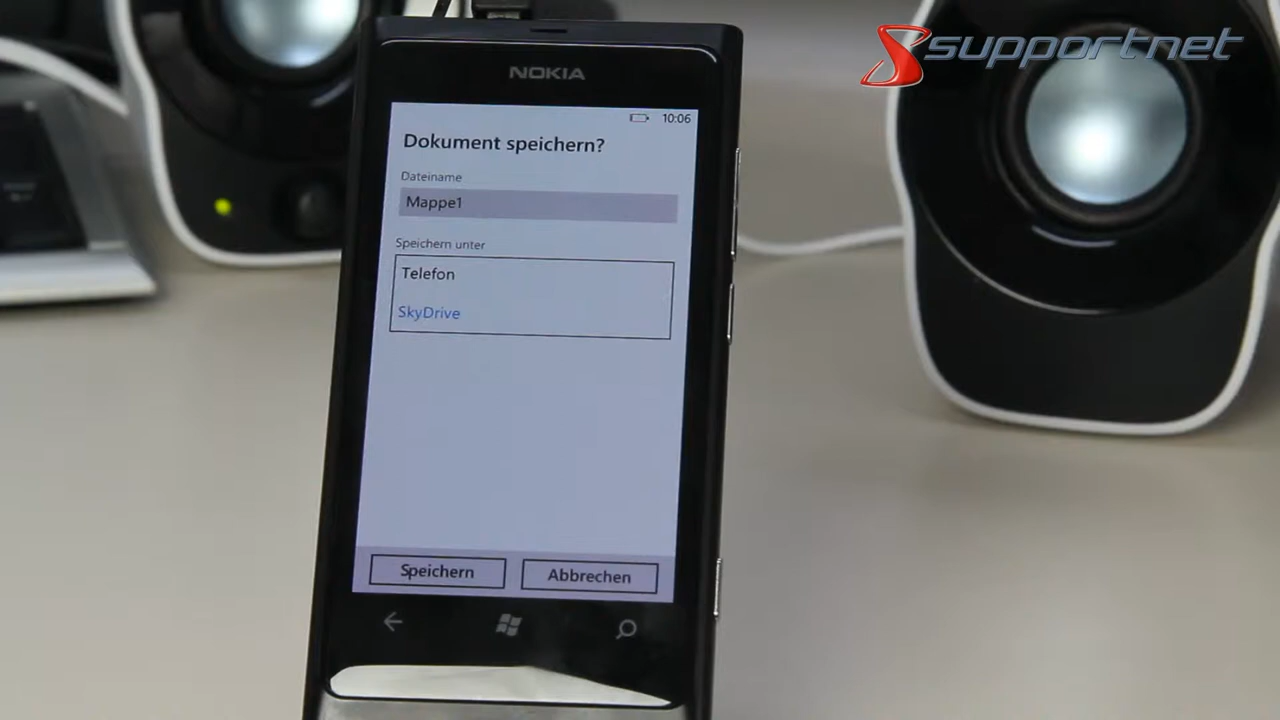 supportnet
NOKIA
10:06
Dokument speichern?
Dateiname
Mappe1
Speichern unter
Telefon
SkyDrive
Speichern
Abbrechen